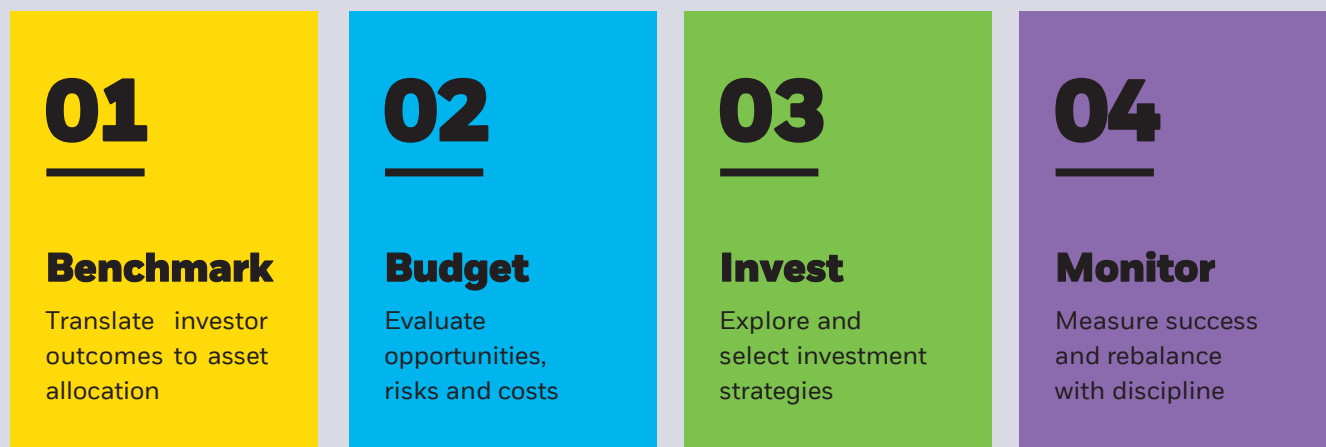 01
Benchmark
Translate investor
outcomes to asset
allocation
02
Budget
Evaluate
opportunities,
risks and costs
03
Invest
Explore and
select investment
strategies
04
Monitor
Measure success
and rebalance
with discipline